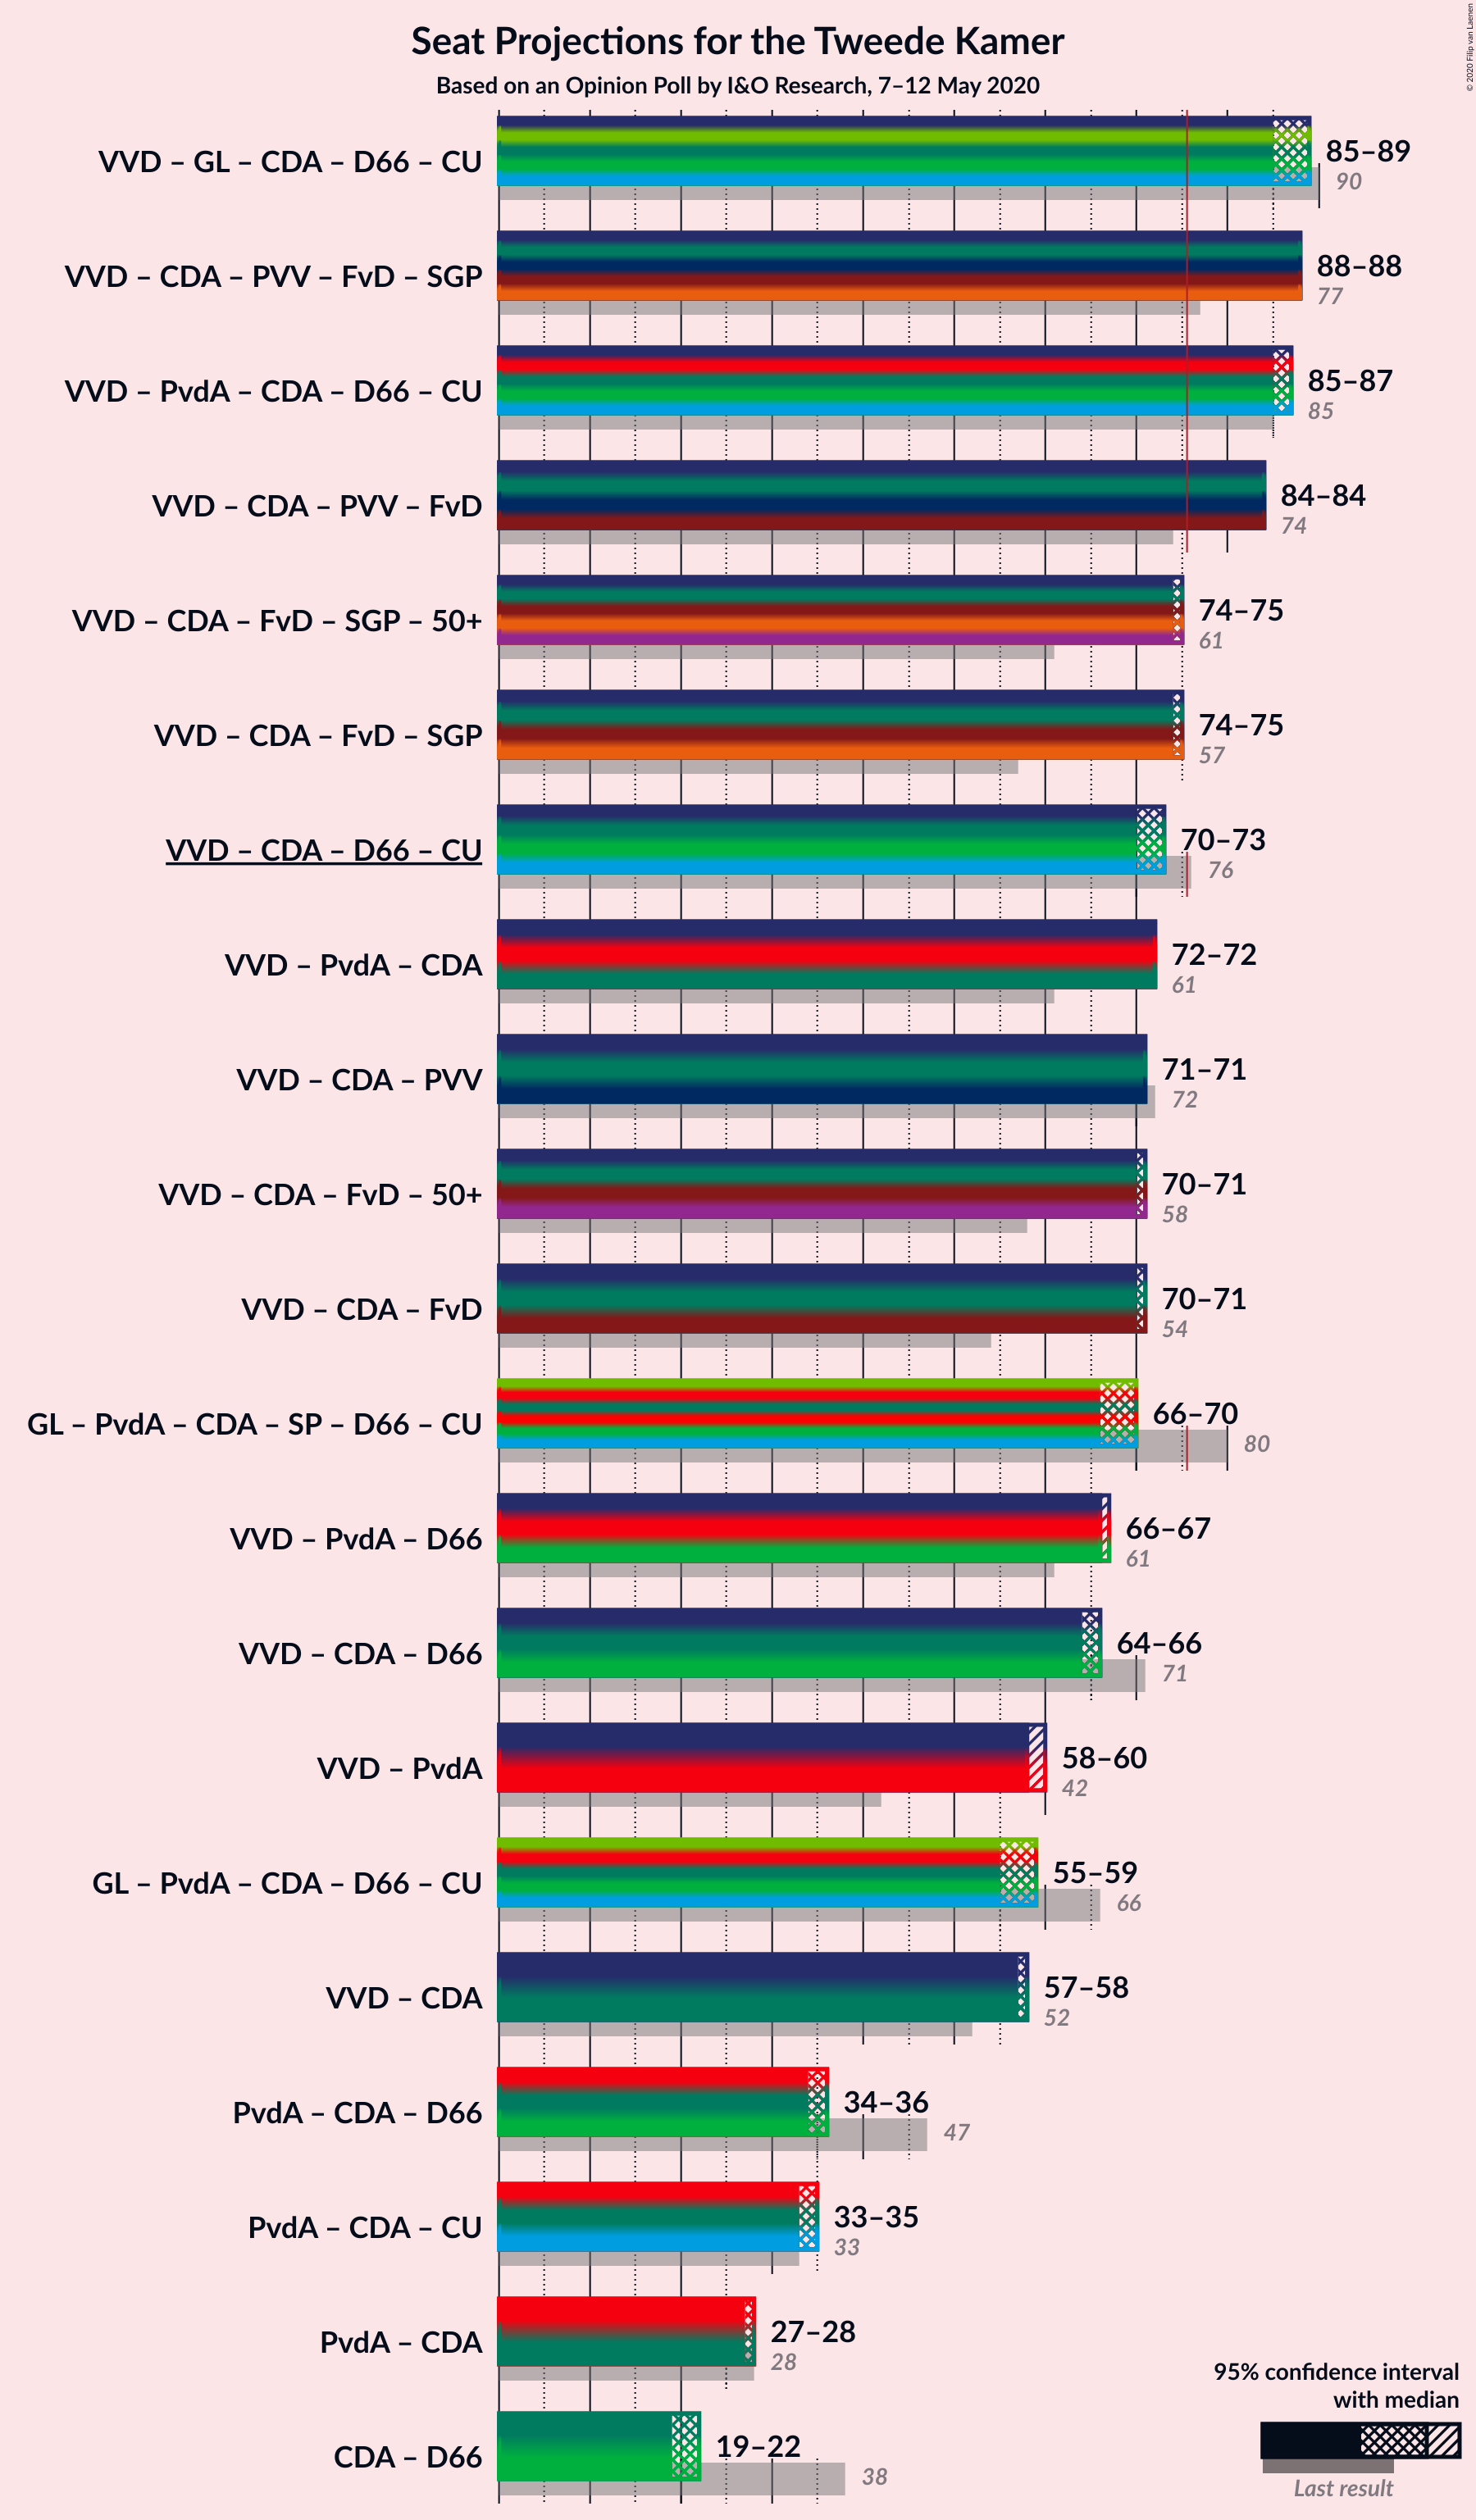 Seat Projections for the Tweede Kamer
Based on an Opinion Poll by I&O Research, 7–12 May 2020
© 2020 Filip van Laenen
VVD – GL – CDA – D66 – CU
85–89
90
VVD – CDA – PVV – FvD – SGP
88–88
77
VVD – PvdA – CDA – D66 – CU
85–87
85
VVD – CDA – PVV – FvD
84–84
74
VVD – CDA – FvD – SGP – 50+
74–75
61
VVD – CDA – FvD – SGP
74–75
57
VVD – CDA – D66 – CU
70–73
76
VVD – PvdA – CDA
72–72
61
VVD – CDA – PVV
71–71
72
VVD – CDA – FvD – 50+
70–71
58
VVD – CDA – FvD
70–71
54
GL – PvdA – CDA – SP – D66 – CU
66–70
80
VVD – PvdA – D66
66–67
61
VVD – CDA – D66
64–66
71
VVD – PvdA
58–60
42
GL – PvdA – CDA – D66 – CU
55–59
66
VVD – CDA
57–58
52
PvdA – CDA – D66
34–36
47
PvdA – CDA – CU
33–35
33
PvdA – CDA
27–28
28
CDA – D66
19–22
38
95% confidence interval
with median
Last result